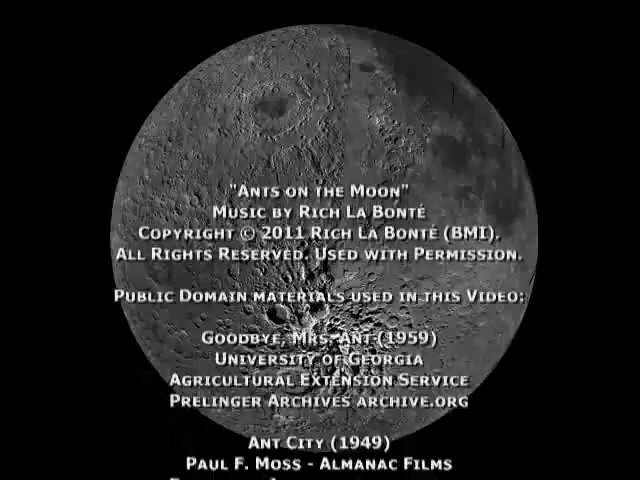 "Ants on the Moon"
Music by Rich La Bonté
Copyright © 2011 Rich La Bonté (BMI).
All Rights Reserved. Used with Permission.
Public Domain materials used in this Video:
Goodbye, Mrs. Ant (1959)
University of Georgia
Agricultural Extension Service
Prelinger Archives archive.org
Ant City (1949)
Paul F. Moss - Almanac Films